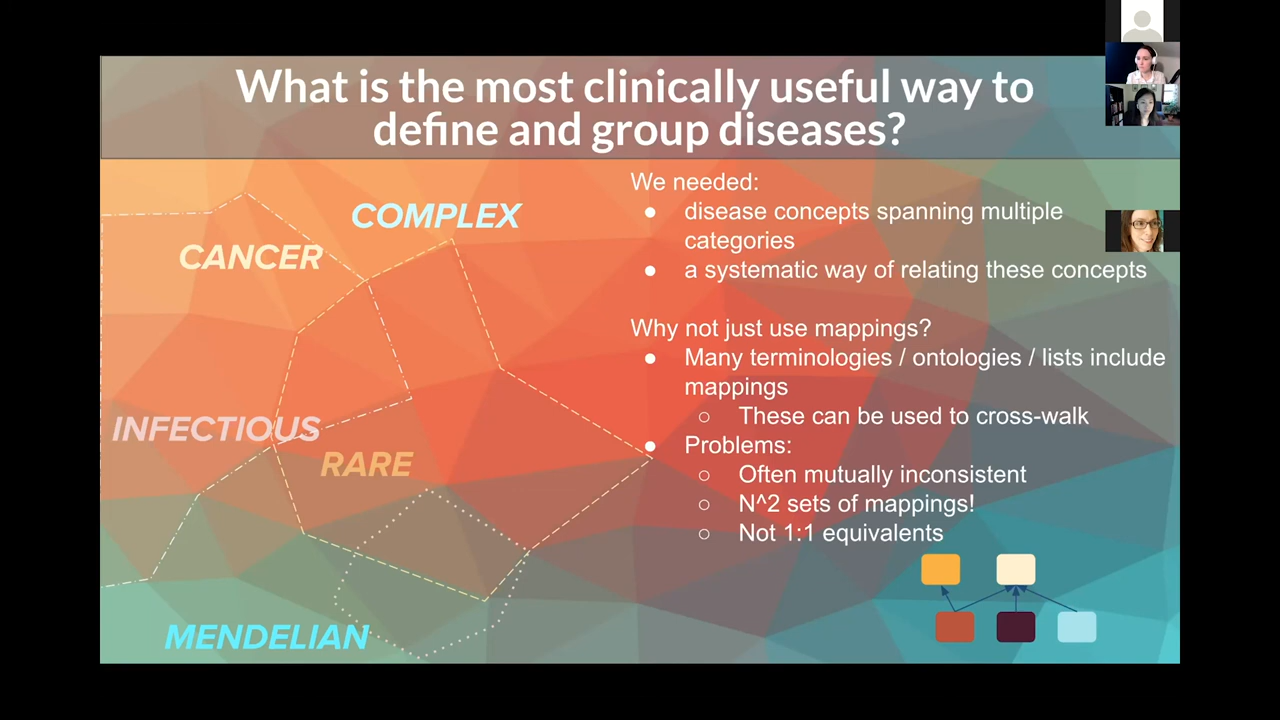 What is the most clinically useful way to
define and group diseases?
COMPLEX
CANCER
INFECTIOUS
RARE
MENDELIAN
We needed:
● disease concepts spanning multiple
categories
● a systematic way of relating these concepts
Why not just use mappings?
● Many terminologies / ontologies / lists include
mappings
○ These can be used to cross-walk
● Problems:
○ Often mutually inconsistent
○ N^2 sets of mappings!
○ Not 1:1 equivalents